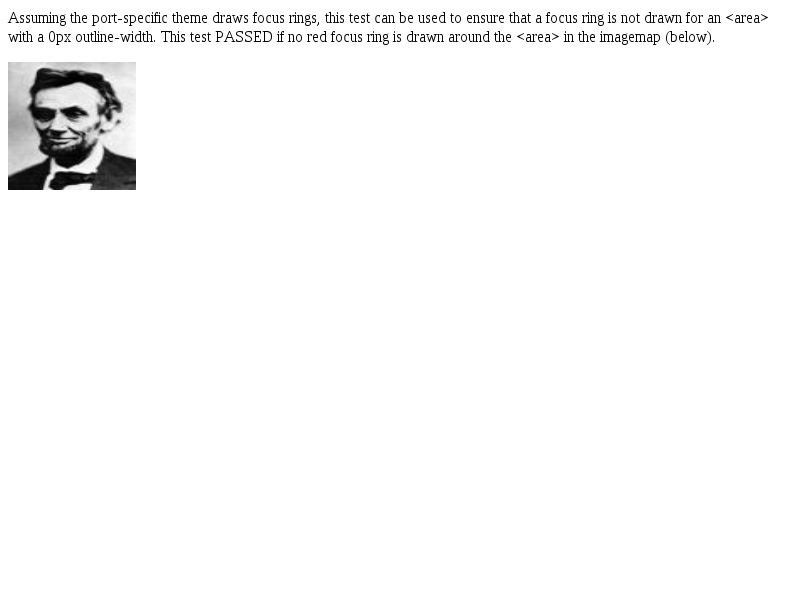 Assuming the port-specific theme draws focus rings, this test can be used to ensure that a focus ring is not drawn for an <area>
with a 0px outline-width. This test PASSED if no red focus ring is drawn around the <area> in the imagemap (below).